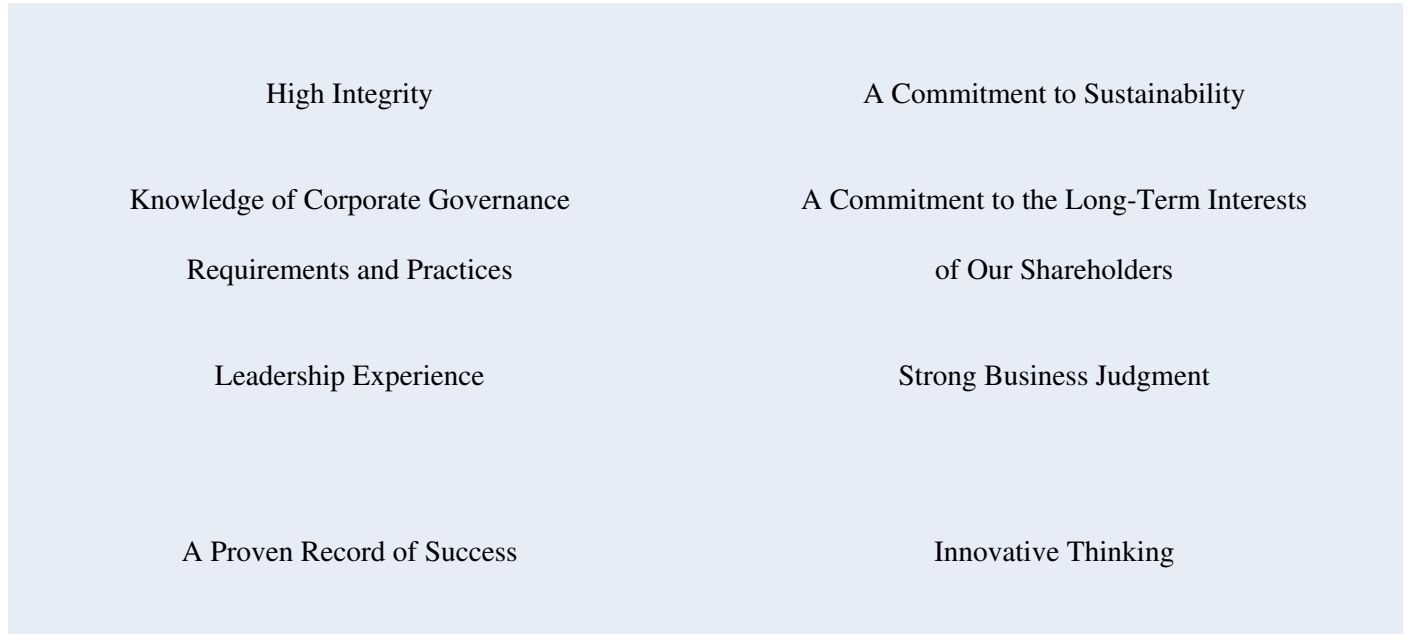 High Integrity
A Commitment to Sustainability
Knowledge of Corporate Governance
Requirements and Practices
A Commitment to the Long-Term Interests
of Our Shareholders
Leadership Experience
Strong Business Judgment
A Proven Record of Success
Innovative Thinking